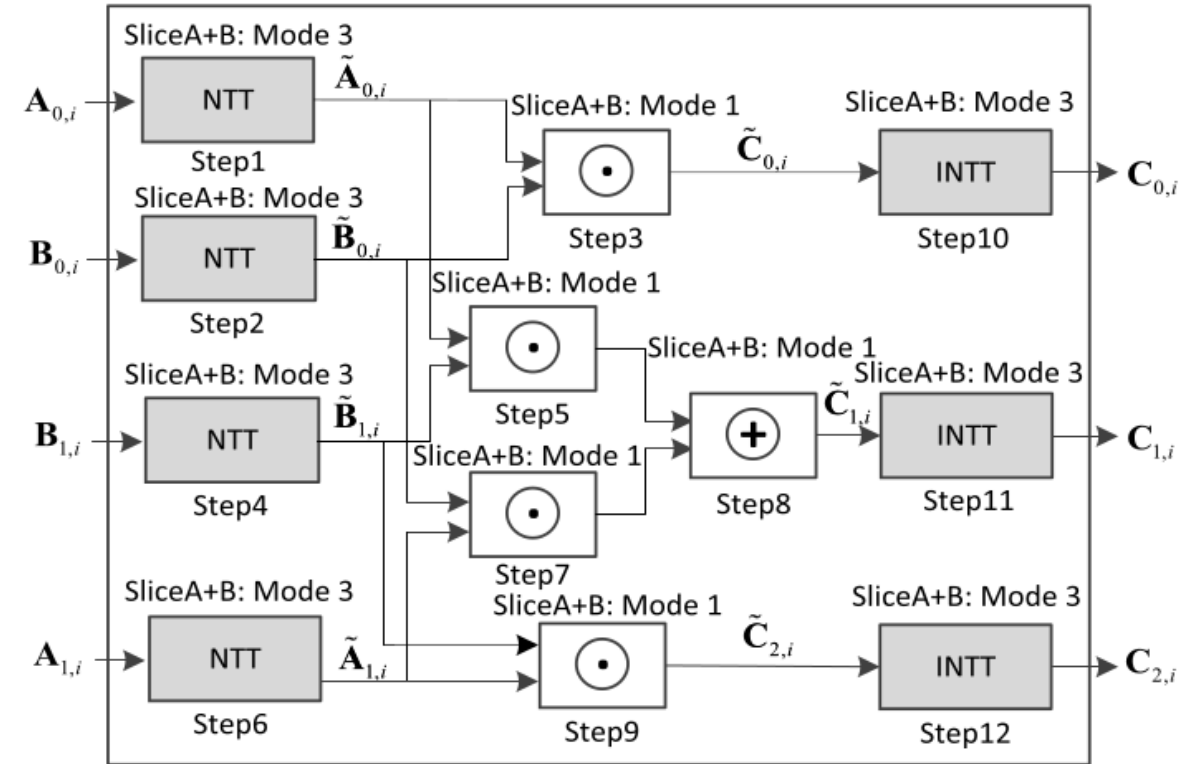 SliceA+B: Mode 3
A0,i
NTT
Ã0,i
Step1
SliceA+B: Mode 1
⊙
Step3
C̃0,i
SliceA+B: Mode 3
INTT
Step10
C0,i
SliceA+B: Mode 3
B0,i
NTT
B̃0,i
Step2
SliceA+B: Mode 1
⊙
Step5
SliceA+B: Mode 3
B1,i
NTT
B̃1,i
Step4
SliceA+B: Mode 1
⊙
Step7
SliceA+B: Mode 1
+
Step8
C̃1,i
SliceA+B: Mode 3
INTT
Step11
C1,i
SliceA+B: Mode 3
A1,i
NTT
Ã1,i
Step6
SliceA+B: Mode 1
⊙
Step9
C̃2,i
SliceA+B: Mode 3
INTT
Step12
C2,i